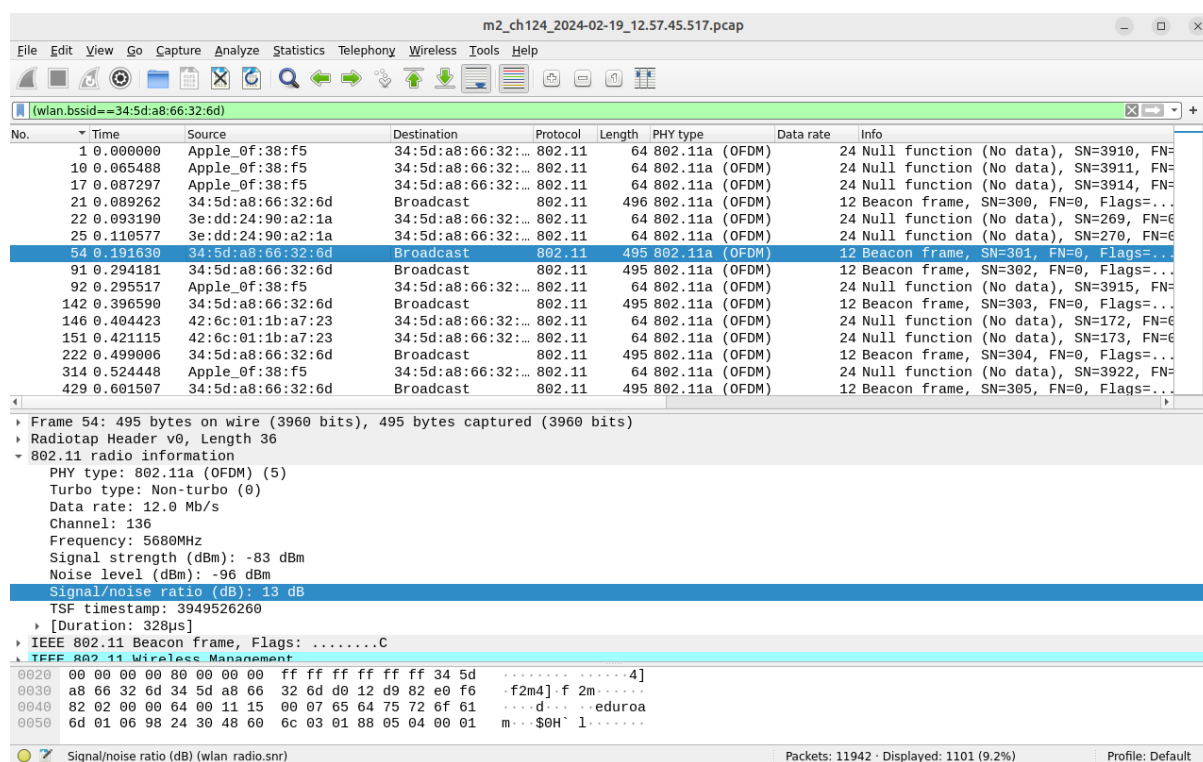 m2_ch124_2024-02-19_12.57.45.517.pcap
File Edit View Go Capture Analyze Statistics Telephony Wireless Tools Help
(wlan.bssid==34:5d:a8:66:32:6d)
No. Time Source Destination Protocol Length PHY type Data rate Info
1 0.000000 Apple_0f:38:f5 34:5d:a8:66:32:… 802.11 64 802.11a (OFDM) 24 Null function (No data), SN=3910, FN=
10 0.065488 Apple_0f:38:f5 34:5d:a8:66:32:… 802.11 64 802.11a (OFDM) 24 Null function (No data), SN=3911, FN=
17 0.087297 Apple_0f:38:f5 34:5d:a8:66:32:… 802.11 64 802.11a (OFDM) 24 Null function (No data), SN=3914, FN=
21 0.089262 34:5d:a8:66:32:6d Broadcast 802.11 496 802.11a (OFDM) 12 Beacon frame, SN=300, FN=0, Flags=...
22 0.093190 3e:dd:24:90:a2:1a 34:5d:a8:66:32:… 802.11 64 802.11a (OFDM) 24 Null function (No data), SN=269, FN=0
25 0.110577 3e:dd:24:90:a2:1a 34:5d:a8:66:32:… 802.11 64 802.11a (OFDM) 24 Null function (No data), SN=270, FN=0
54 0.191630 34:5d:a8:66:32:6d Broadcast 802.11 495 802.11a (OFDM) 12 Beacon frame, SN=301, FN=0, Flags=...
91 0.294181 34:5d:a8:66:32:6d Broadcast 802.11 495 802.11a (OFDM) 12 Beacon frame, SN=302, FN=0, Flags=...
92 0.295517 Apple_0f:38:f5 34:5d:a8:66:32:… 802.11 64 802.11a (OFDM) 24 Null function (No data), SN=3915, FN=
142 0.396590 34:5d:a8:66:32:6d Broadcast 802.11 495 802.11a (OFDM) 12 Beacon frame, SN=303, FN=0, Flags=...
146 0.404423 42:6c:01:1b:a7:23 34:5d:a8:66:32:… 802.11 64 802.11a (OFDM) 24 Null function (No data), SN=172, FN=0
151 0.421115 42:6c:01:1b:a7:23 34:5d:a8:66:32:… 802.11 64 802.11a (OFDM) 24 Null function (No data), SN=173, FN=0
222 0.499006 34:5d:a8:66:32:6d Broadcast 802.11 495 802.11a (OFDM) 12 Beacon frame, SN=304, FN=0, Flags=...
314 0.524448 Apple_0f:38:f5 34:5d:a8:66:32:… 802.11 64 802.11a (OFDM) 24 Null function (No data), SN=3922, FN=
429 0.601507 34:5d:a8:66:32:6d Broadcast 802.11 495 802.11a (OFDM) 12 Beacon frame, SN=305, FN=0, Flags=...
Frame 54: 495 bytes on wire (3960 bits), 495 bytes captured (3960 bits)
Radiotap Header v0, Length 36
802.11 radio information
PHY type: 802.11a (OFDM) (5)
Turbo type: Non-turbo (0)
Data rate: 12.0 Mb/s
Channel: 136
Frequency: 5680MHz
Signal strength (dBm): -83 dBm
Noise level (dBm): -96 dBm
Signal/noise ratio (dB): 13 dB
TSF timestamp: 3949526260
[Duration: 328µs]
IEEE 802.11 Beacon frame, Flags: ........C
IEEE 802.11 Wireless Management
0020 00 00 00 00 80 00 00 00 ff ff ff ff ff ff 34 5d ········ ······4]
0030 a8 66 32 6d 34 5d a8 66 32 6d d0 12 d9 82 e0 f6 ·f2m4]·f 2m······
0040 82 02 00 00 64 00 11 15 00 07 65 64 75 72 6f 61 ····d··· ··eduroa
0050 6d 01 06 98 24 30 48 60 6c 03 01 88 05 04 00 01 m···$0H` l·······
Signal/noise ratio (dB) (wlan_radio.snr) Packets: 11942 · Displayed: 1101 (9.2%) Profile: Default